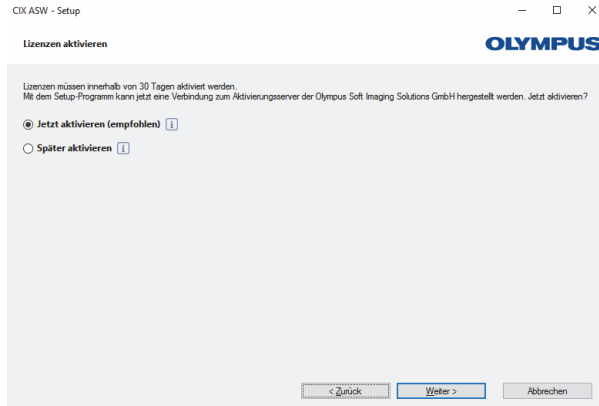 CIX ASW - Setup
Lizenzen aktivieren
OLYMPUS
Lizenzen müssen innerhalb von 30 Tagen aktiviert werden.
Mit dem Setup-Programm kann jetzt eine Verbindung zum Aktivierungsserver der Olympus Soft Imaging Solutions GmbH hergestellt werden. Jetzt aktivieren?
Jetzt aktivieren (empfohlen) i
Später aktivieren i
< Zurück Weiter > Abbrechen